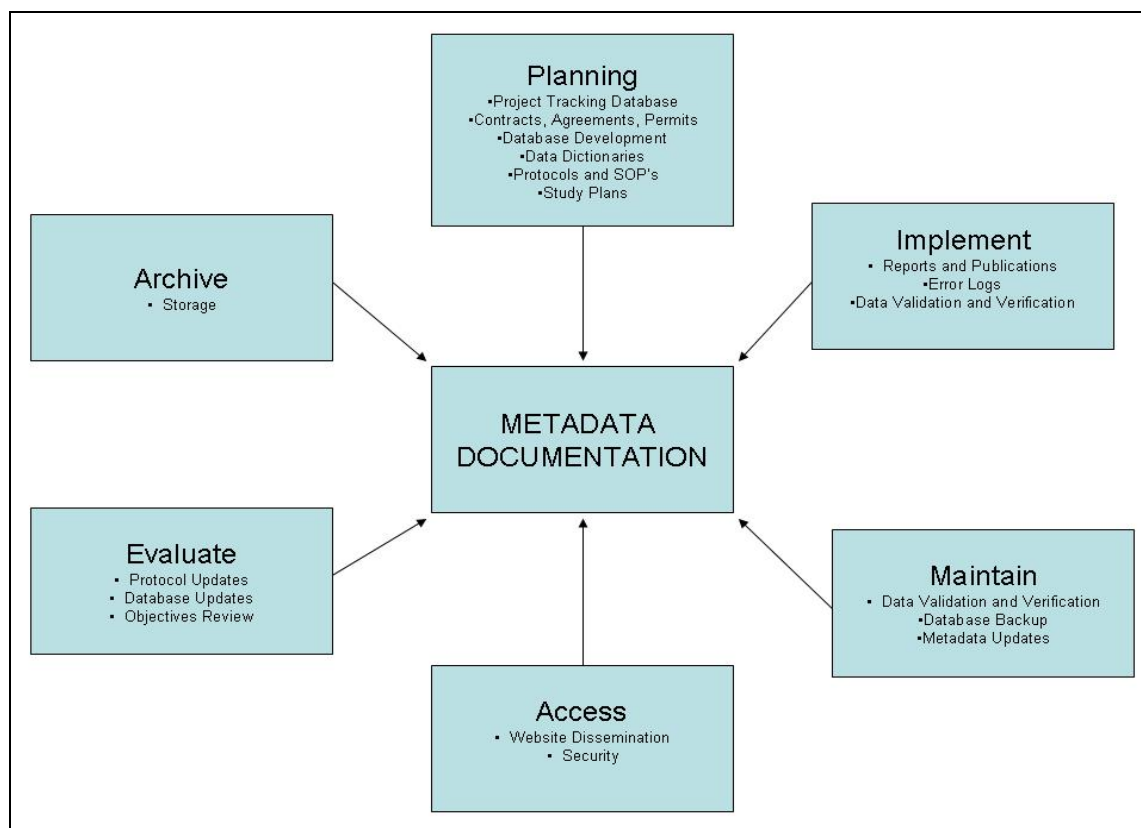 Planning
▪Project Tracking Database
▪Contracts, Agreements, Permits
▪Database Development
▪Data Dictionaries
▪Protocols and SOP's
▪Study Plans
Implement
▪ Reports and Publications
▪Error Logs
▪Data Validation and Verification
Archive
▪ Storage
METADATA
DOCUMENTATION
Evaluate
▪ Protocol Updates
▪ Database Updates
▪ Objectives Review
Maintain
▪ Data Validation and Verification
▪Database Backup
▪Metadata Updates
Access
▪ Website Dissemination
▪ Security